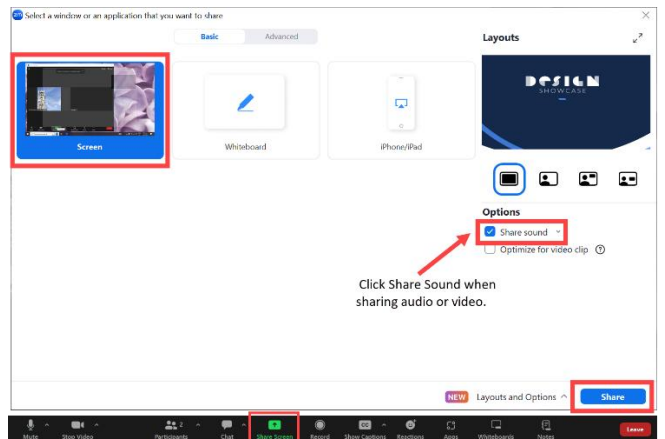 Select a window or an application that you want to share
Basic
Advanced
Layouts
DESIGN
SHOWCASE
Screen
Whiteboard
iPhone/iPad
Options
Share sound
Optimize for video clip
Click Share Sound when
sharing audio or video.
NEW
Layouts and Options
Share
Mute
Stop Video
Participants
2
Chat
Share Screen
Record
Show Captions
Reactions
Apps
Whiteboards
Notes
Leave